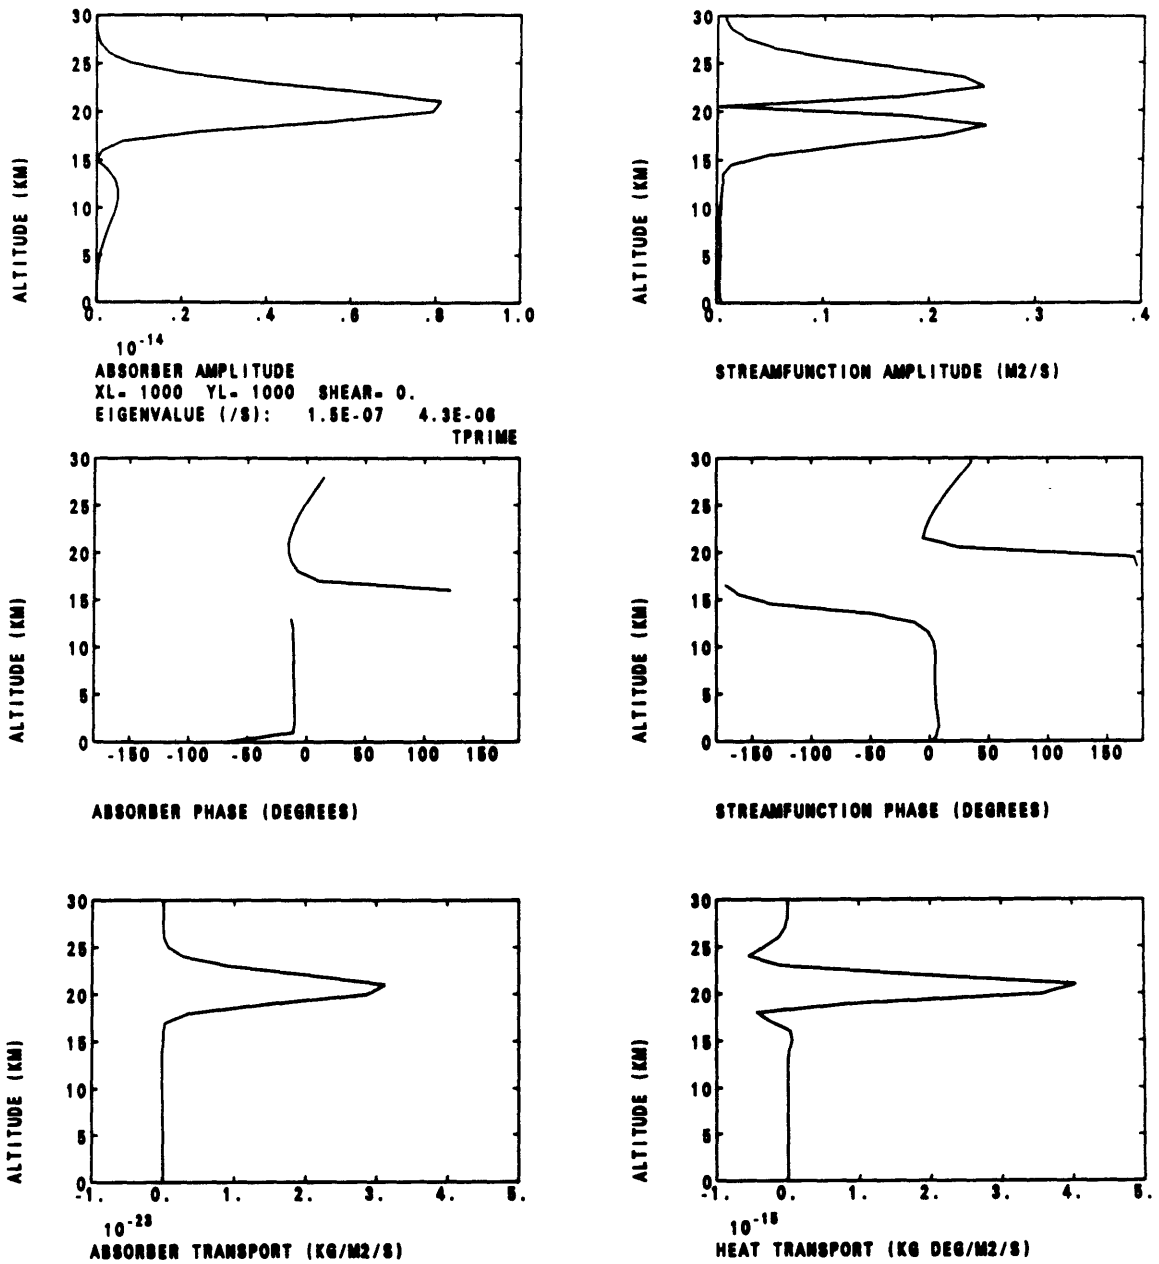 30
25
20
15
10
5
0
ALTITUDE (KM)
0. .2 .4 .6 .8 1.0
10-14
ABSORBER AMPLITUDE
XL= 1000 YL= 1000 SHEAR= 0.
EIGENVALUE (/S): 1.5E-07 4.3E-06
TPRIME
30
25
20
15
10
5
0
ALTITUDE (KM)
0. .1 .2 .3 .4
STREAMFUNCTION AMPLITUDE (M2/S)
30
25
20
15
10
5
0
ALTITUDE (KM)
-150 -100 -50 0 50 100 150
ABSORBER PHASE (DEGREES)
30
25
20
15
10
5
0
ALTITUDE (KM)
-150 -100 -50 0 50 100 150
STREAMFUNCTION PHASE (DEGREES)
30
25
20
15
10
5
0
ALTITUDE (KM)
-1. 0. 1. 2. 3. 4. 5.
10-23
ABSORBER TRANSPORT (KG/M2/S)
30
25
20
15
10
5
0
ALTITUDE (KM)
-1. 0. 1. 2. 3. 4. 5.
10-15
HEAT TRANSPORT (KG DEG/M2/S)